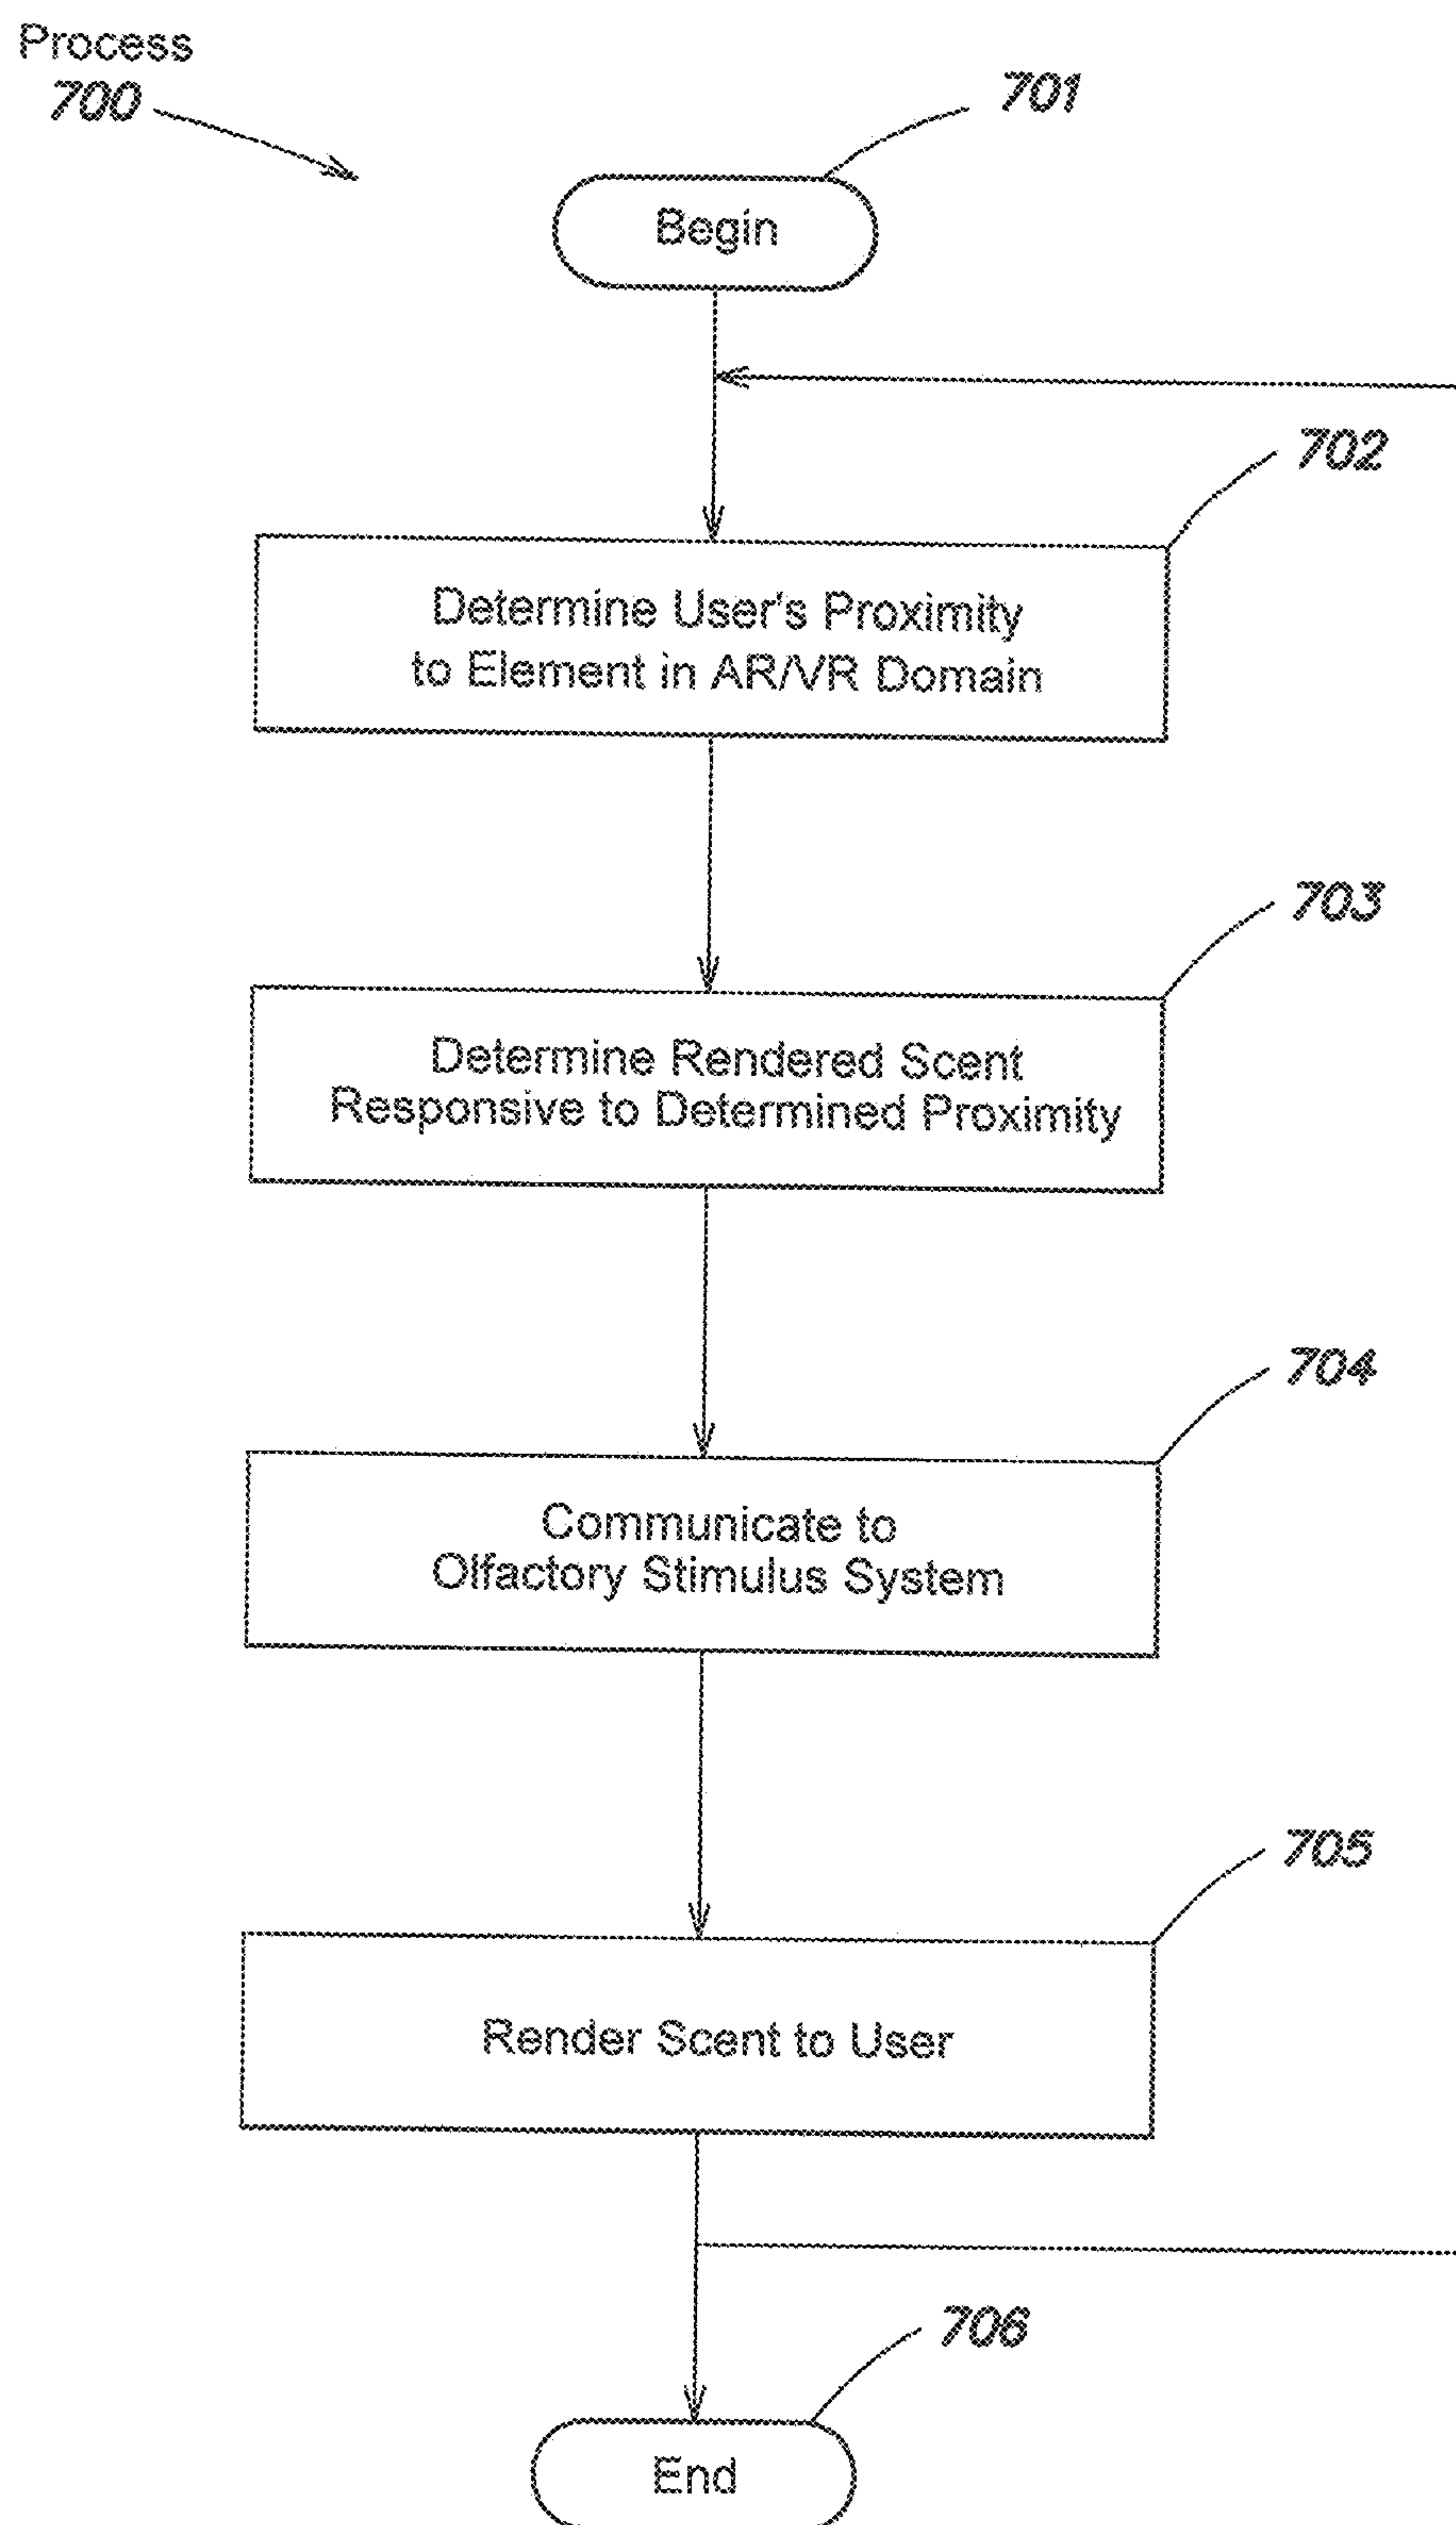 Process
700
701
Begin
702
Determine User's Proximity
to Element in AR/VR Domain
703
Determine Rendered Scent
Responsive to Determined Proximity
704
Communicate to
Olfactory Stimulus System
705
Render Scent to User
706
End